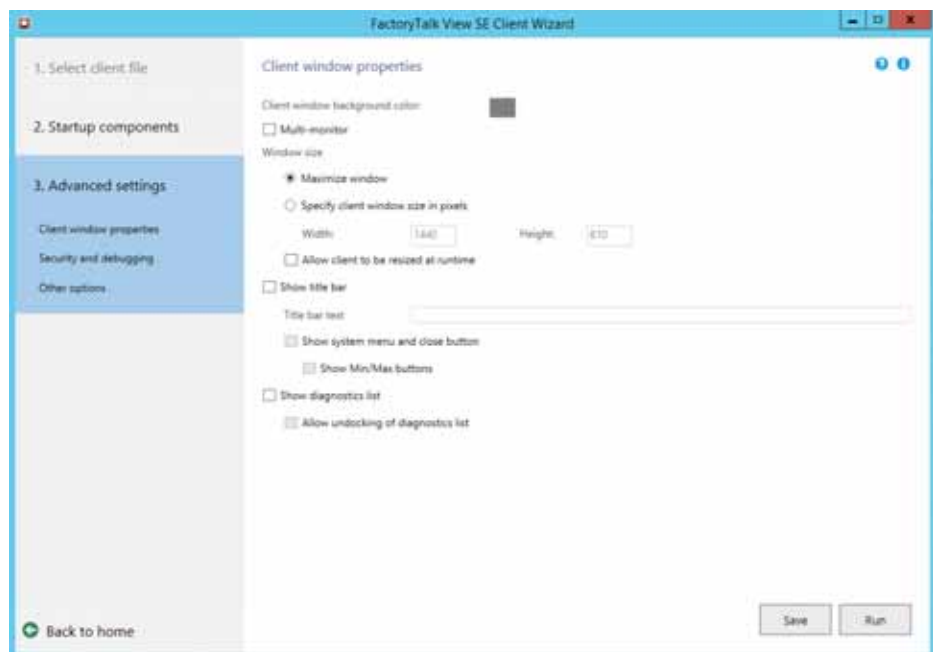 FactoryTalk View SE Client Wizard
1. Select client file
2. Startup components
3. Advanced settings
Client window properties
Security and debugging
Other options
Back to home
Client window properties
Client window background color:
Multi-monitor
Window size
Maximize window
Specify client window size in pixels
Width: 1440 Height: 870
Allow client to be resized at runtime
Show title bar
Title bar text
Show system menu and close button
Show Min/Max buttons
Show diagnostics list
Allow undocking of diagnostics list
Save Run